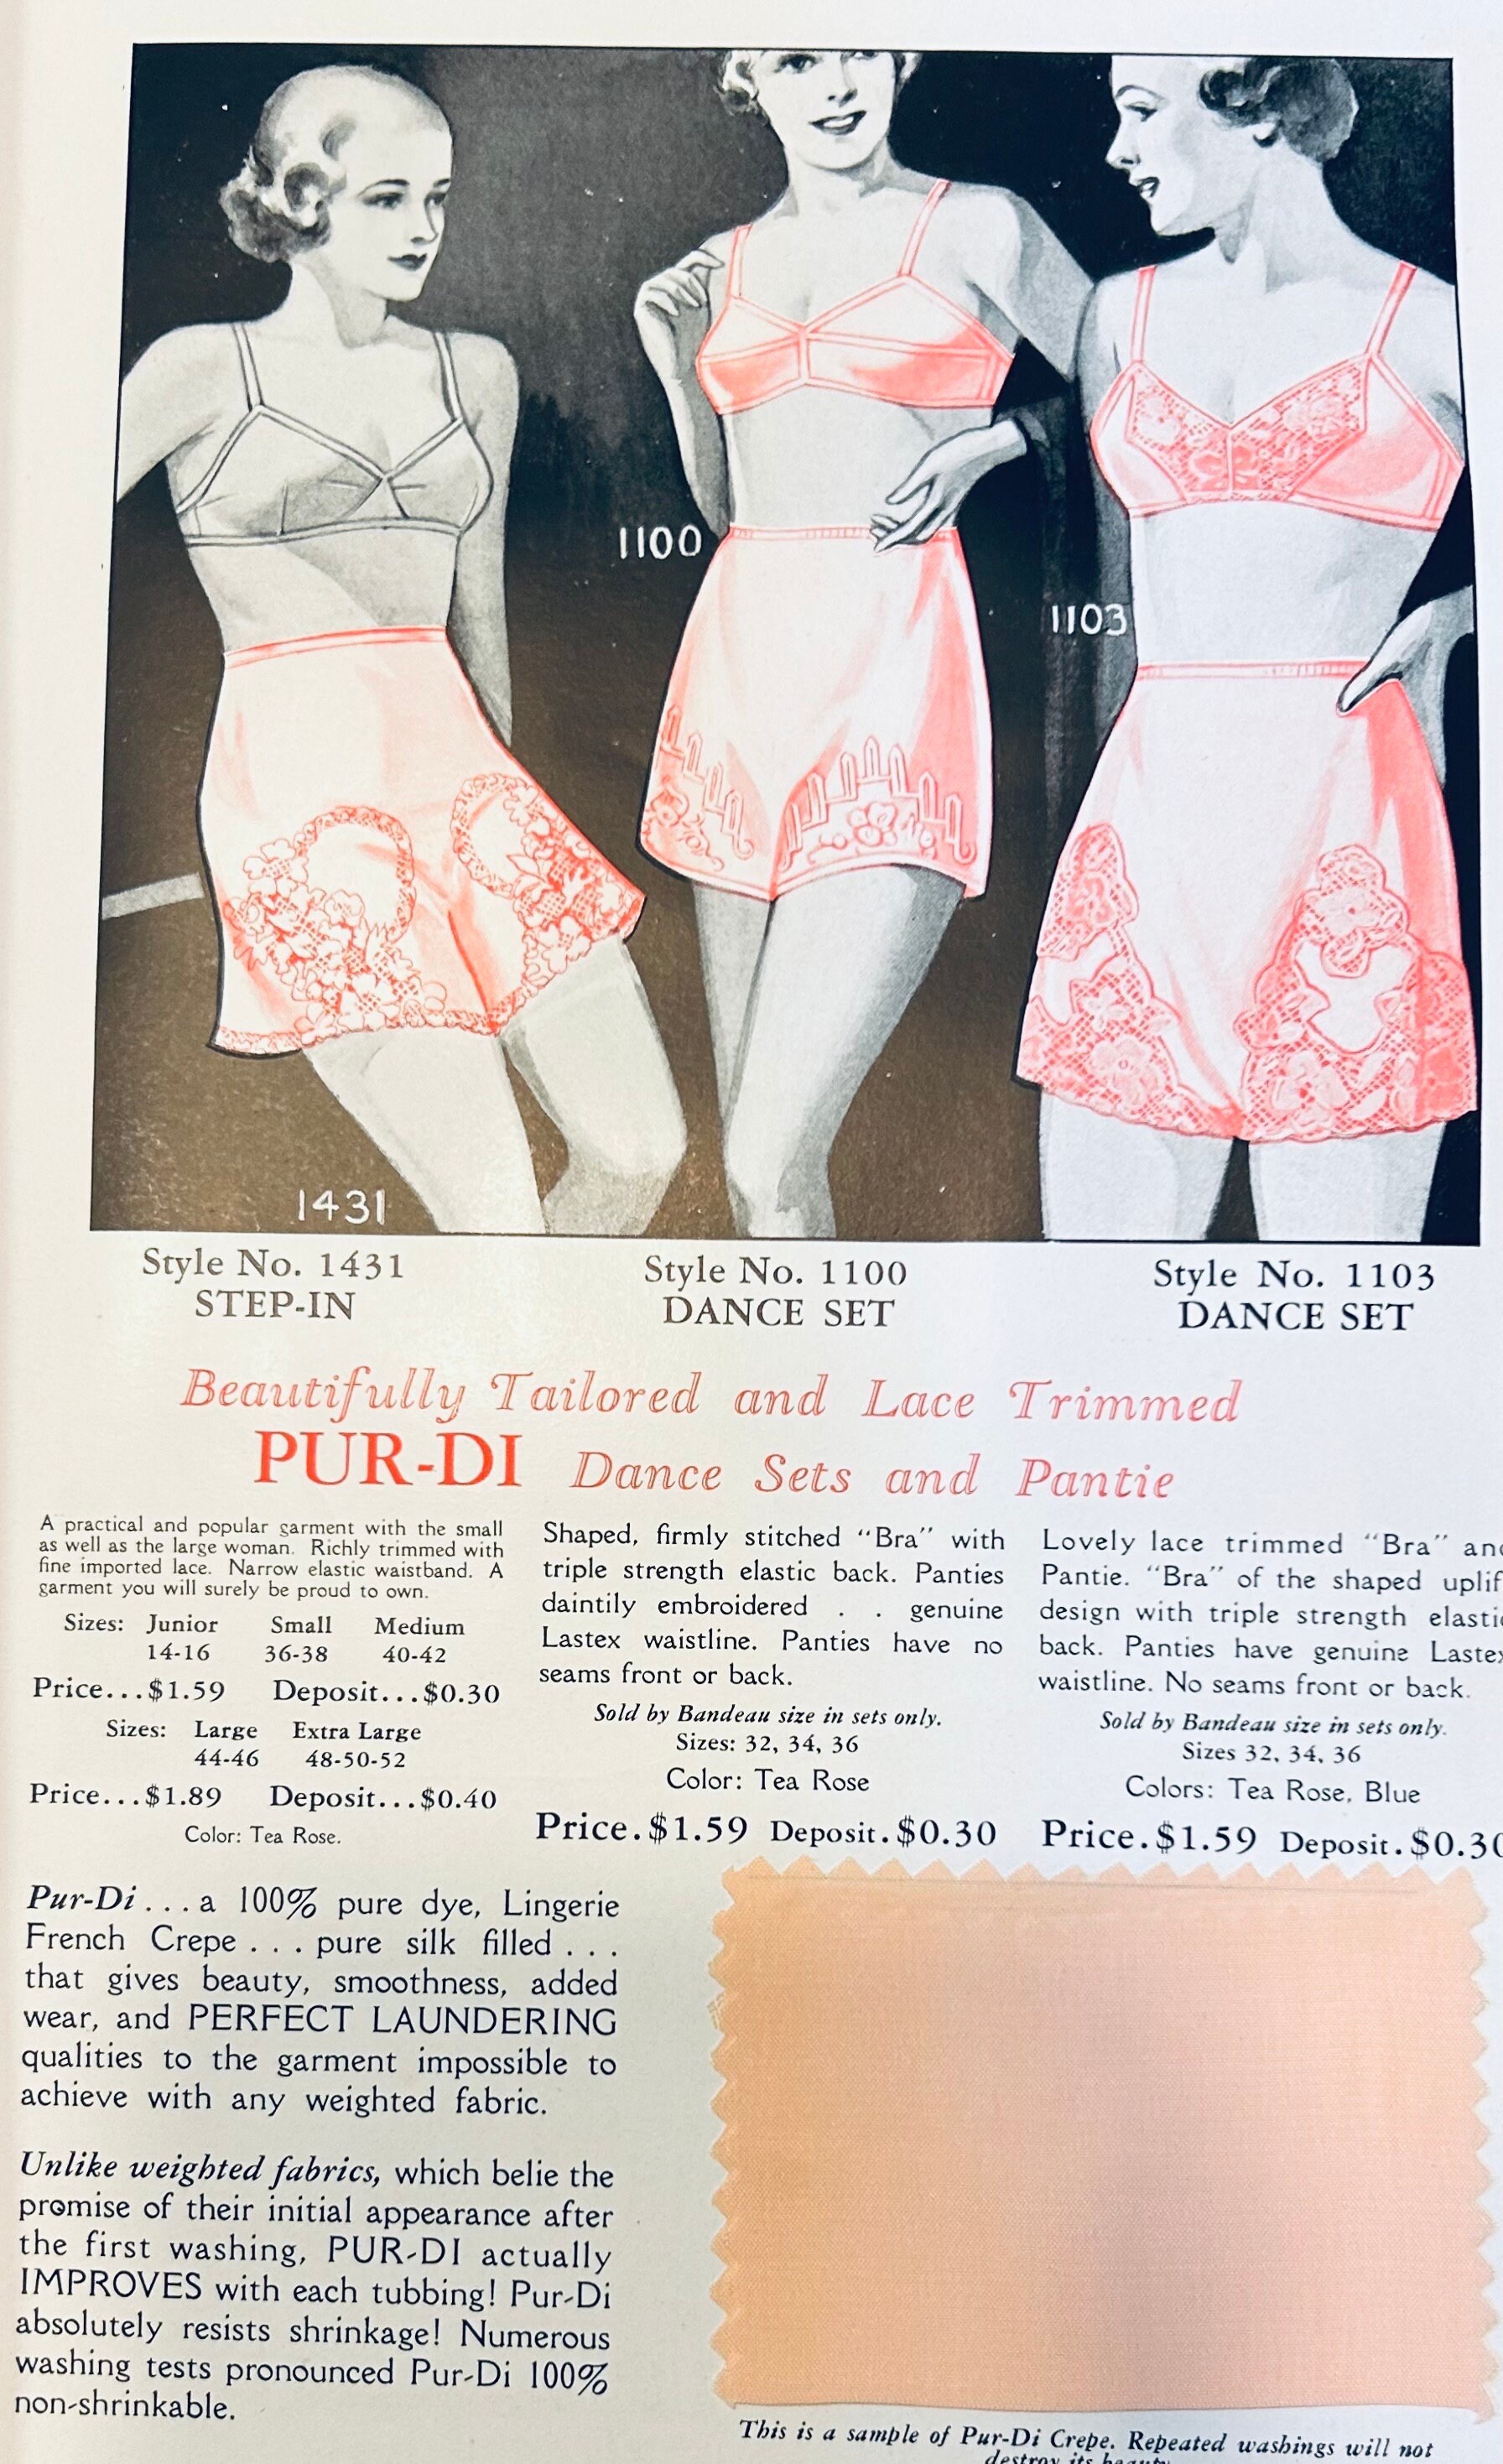 1100
1103
1431
Style No. 1431
STEP-IN
Style No. 1100
DANCE SET
Style No. 1103
DANCE SET
Beautifully Tailored and Lace Trimmed
PUR-DI Dance Sets and Pantie
A practical and popular garment with the small
as well as the large woman. Richly trimmed with
fine imported lace. Narrow elastic waistband. A
garment you will surely be proud to own.
Sizes: Junior Small Medium
14-16 36-38 40-42
Price...$1.59 Deposit...$0.30
Sizes: Large Extra Large
44-46 48-50-52
Price...$1.89 Deposit...$0.40
Color: Tea Rose.
Shaped, firmly stitched "Bra" with
triple strength elastic back. Panties
daintily embroidered . . genuine
Lastex waistline. Panties have no
seams front or back.
Sold by Bandeau size in sets only.
Sizes: 32, 34, 36
Color: Tea Rose
Price.$1.59 Deposit.$0.30
Lovely lace trimmed "Bra" and
Pantie. "Bra" of the shaped uplif
design with triple strength elastic
back. Panties have genuine Lastex
waistline. No seams front or back.
Sold by Bandeau size in sets only.
Sizes 32, 34, 36
Colors: Tea Rose, Blue
Price.$1.59 Deposit.$0.30
Pur-Di...a 100% pure dye, Lingerie
French Crepe... pure silk filled...
that gives beauty, smoothness, added
wear, and PERFECT LAUNDERING
qualities to the garment impossible to
achieve with any weighted fabric.
Unlike weighted fabrics, which belie the
promise of their initial appearance after
the first washing, PUR-DI actually
IMPROVES with each tubbing! Pur-Di
absolutely resists shrinkage! Numerous
washing tests pronounced Pur-Di 100%
non-shrinkable.
This is a sample of Pur-Di Crepe. Repeated washings will not
destroy its beauty